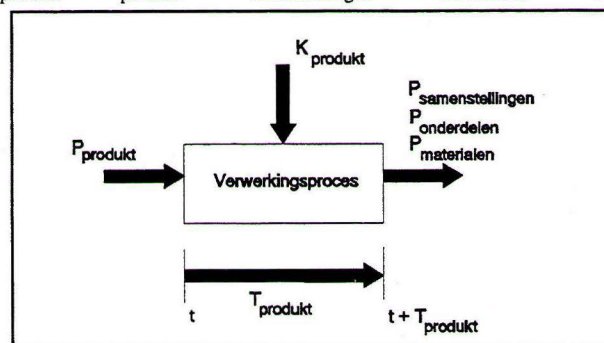 K produkt
P samenstellingen
P onderdelen
P produkt
P materialen
Verwerkingsproces
T produkt
t
t + T produkt